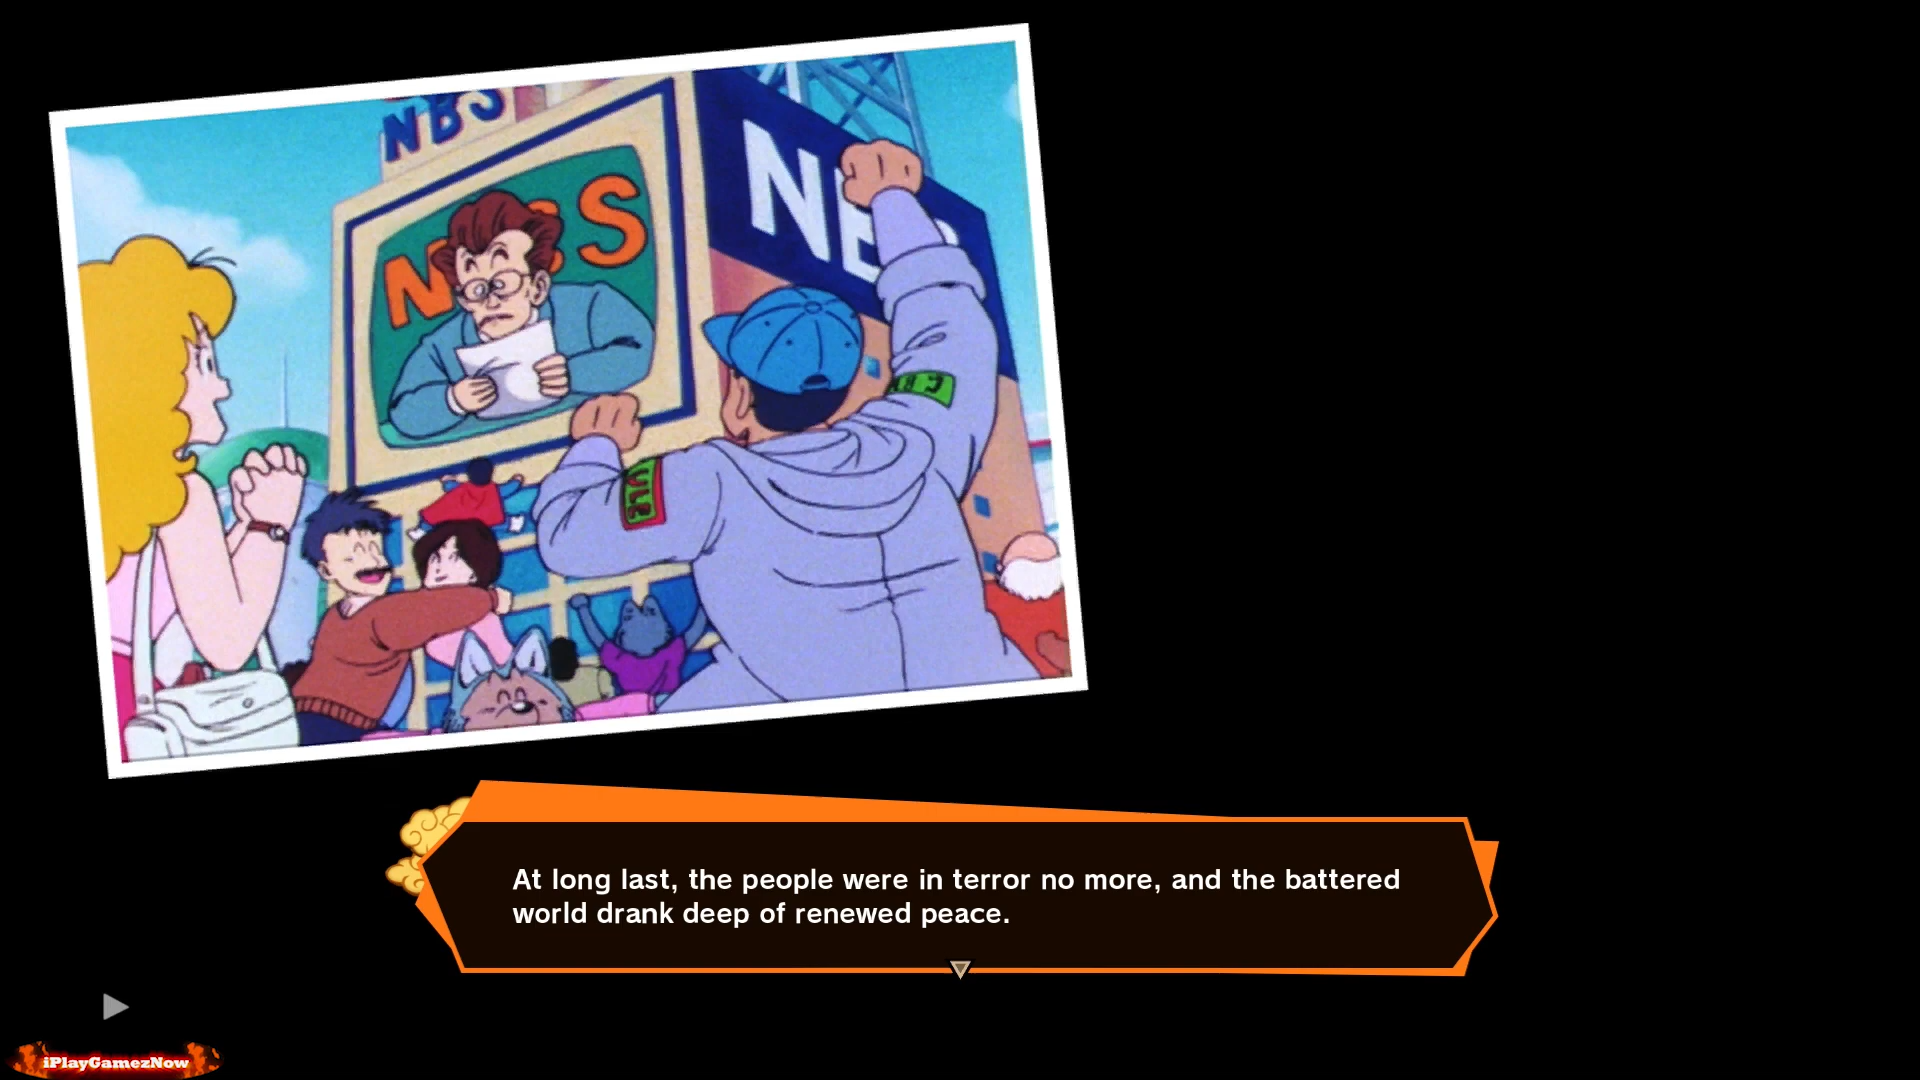 NBS
N S
At long last, the people were in terror no more, and the battered
world drank deep of renewed peace.
iPlayGamezNow